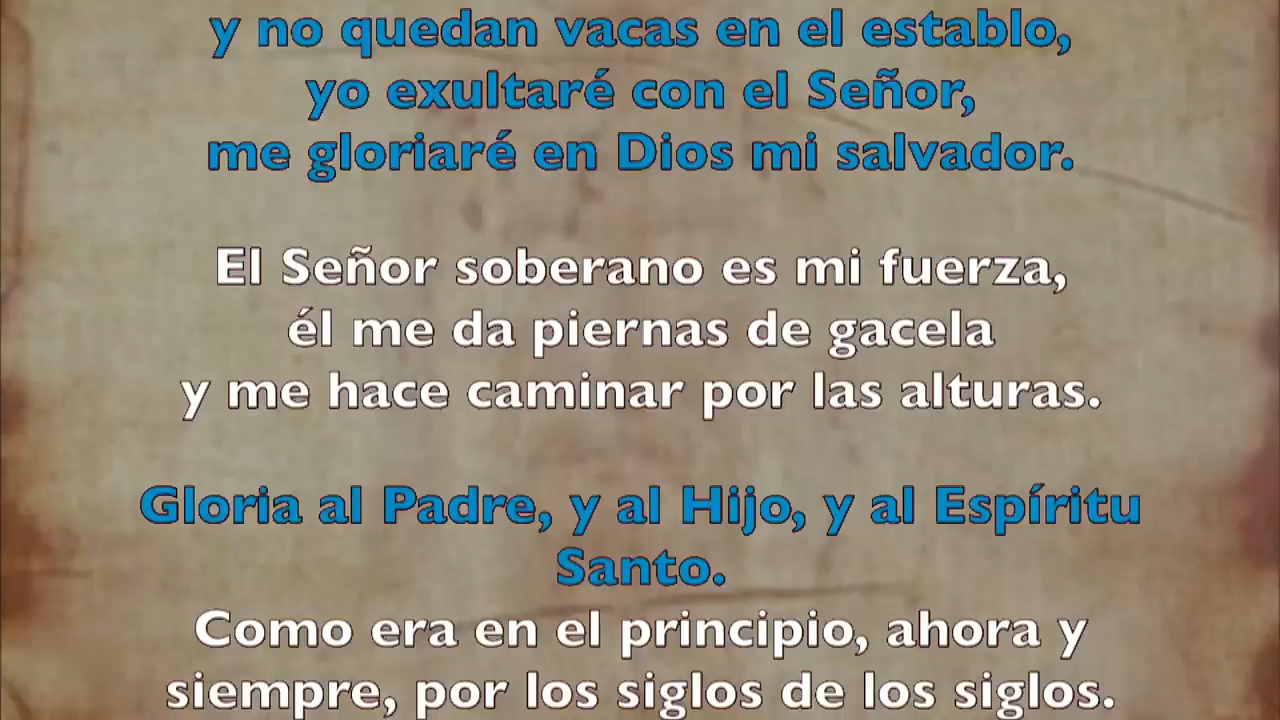 y no quedan vacas en el establo,
yo exultaré con el Señor,
me gloriaré en Dios mi salvador.
El Señor soberano es mi fuerza,
él me da piernas de gacela
y me hace caminar por las alturas.
Gloria al Padre, y al Hijo, y al Espíritu
Santo.
Como era en el principio, ahora y
siempre, por los siglos de los siglos.